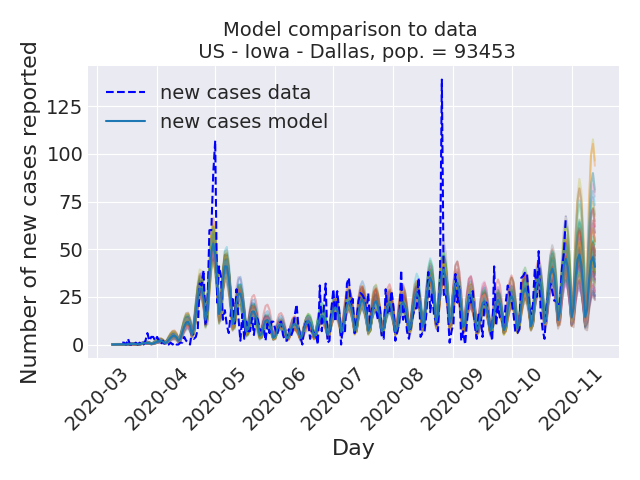 Model comparison to data
US - Iowa - Dallas, pop. = 93453
Number of new cases reported
new cases data
new cases model
125
100
75
50
25
0
2020-03
2020-04
2020-05
2020-06
2020-07
2020-08
2020-09
2020-10
2020-11
Day